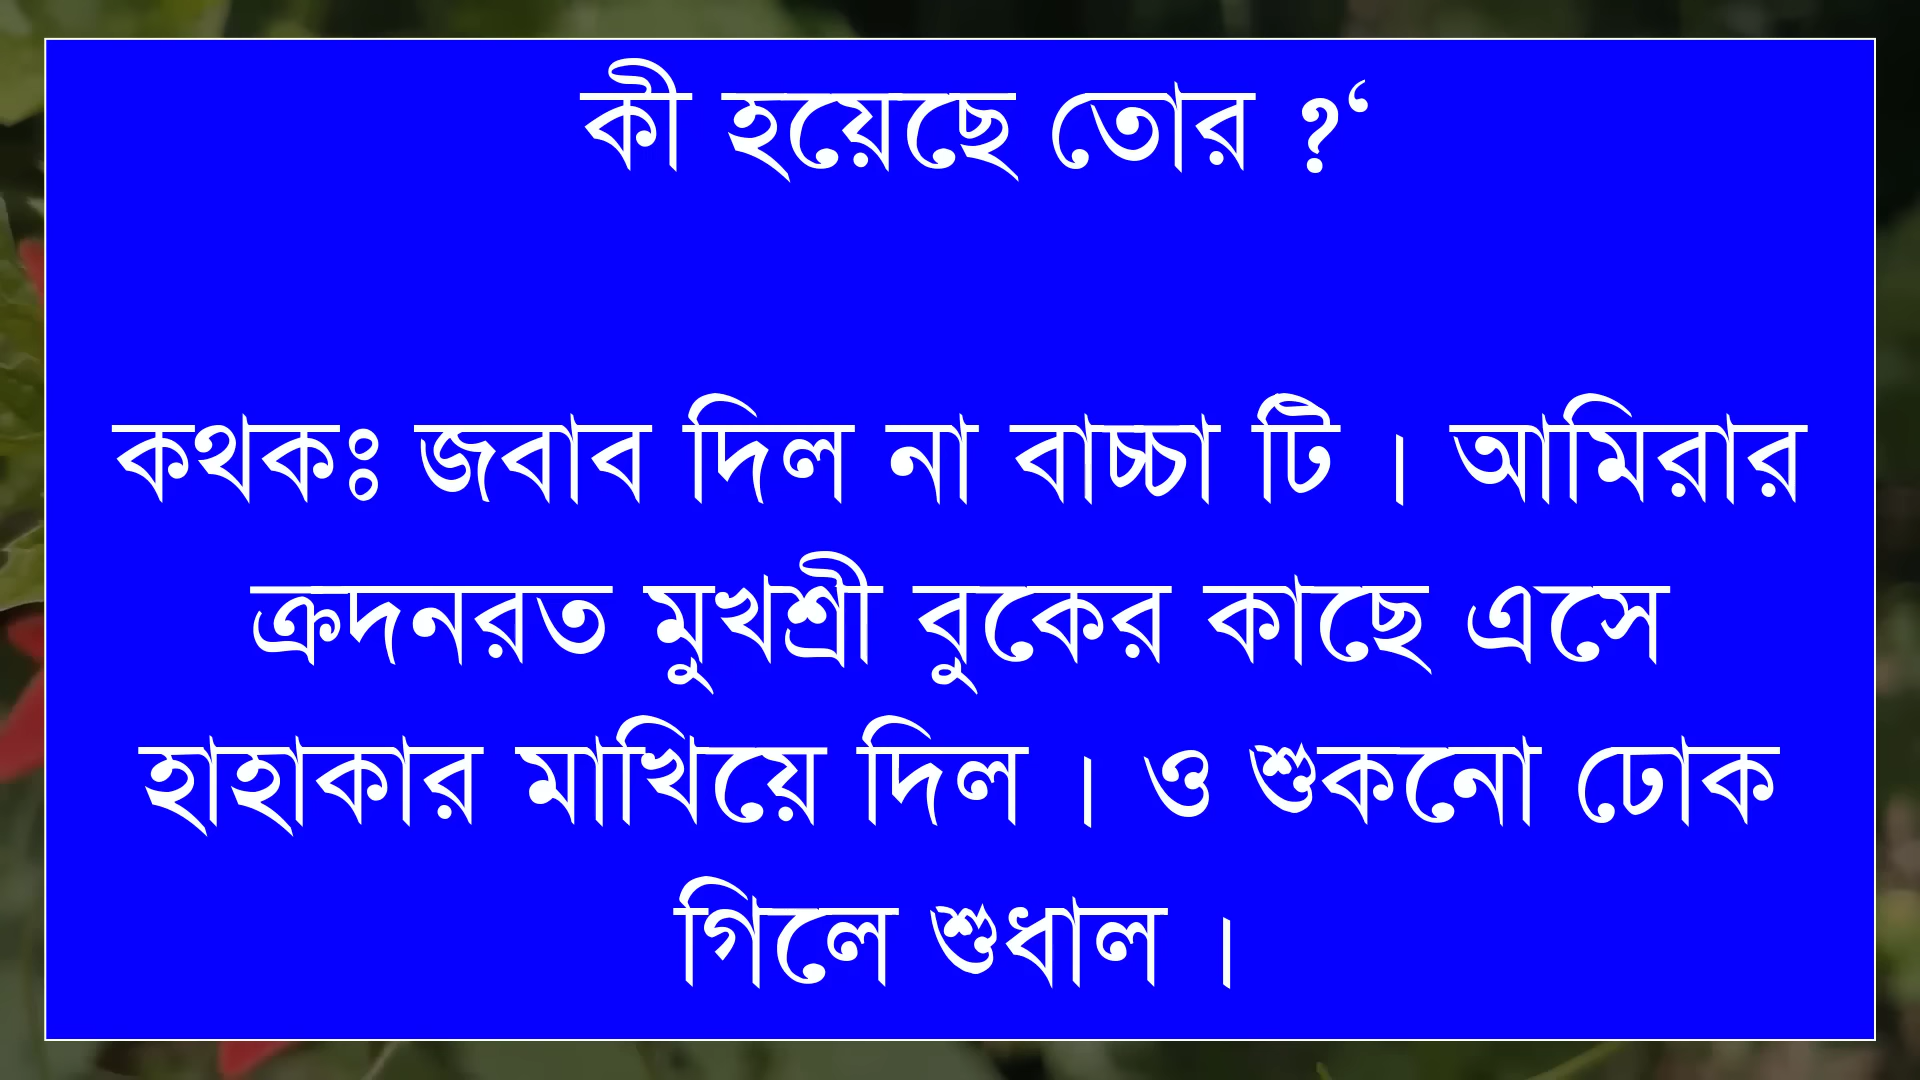 কী হয়েছে তোর ?‘
কথকঃ জবাব দিল না বাচ্চা টি । আমিরার
ক্রদনরত মুখশ্রী বুকের কাছে এসে
হাহাকার মাখিয়ে দিল । ও শুকনো ঢোক
গিলে শুধাল ।